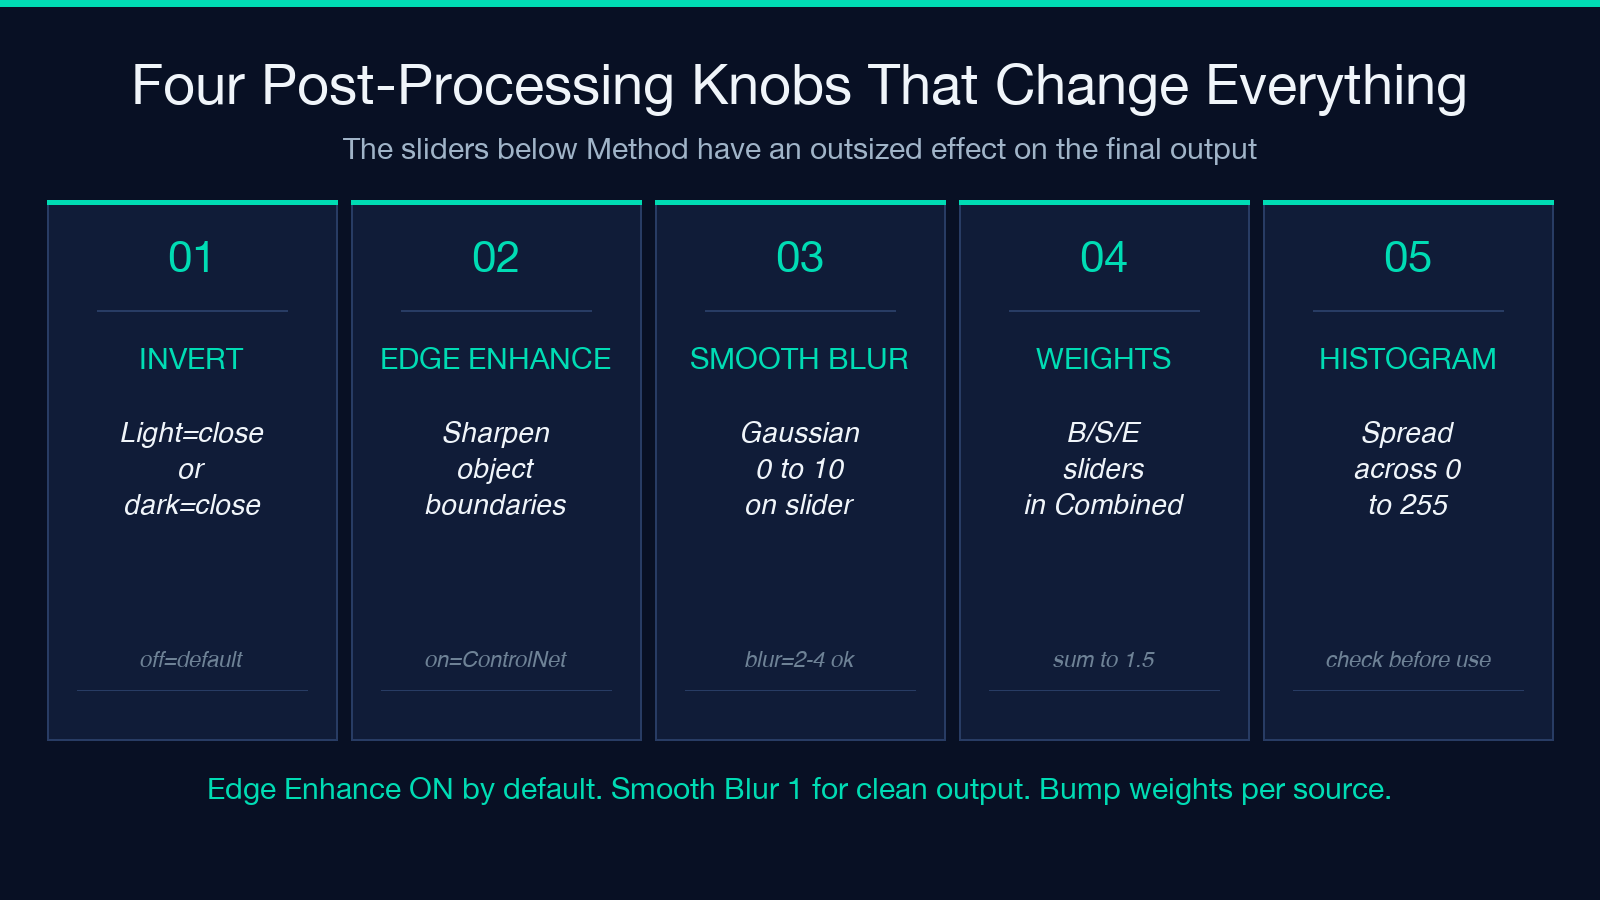 Four Post-Processing Knobs That Change Everything
The sliders below Method have an outsized effect on the final output
01
INVERT
Light=close
or
dark=close
off=default
02
EDGE ENHANCE
Sharpen
object
boundaries
on=ControlNet
03
SMOOTH BLUR
Gaussian
0 to 10
on slider
blur=2-4 ok
04
WEIGHTS
B/S/E
sliders
in Combined
sum to 1.5
05
HISTOGRAM
Spread
across 0
to 255
check before use
Edge Enhance ON by default. Smooth Blur 1 for clean output. Bump weights per source.